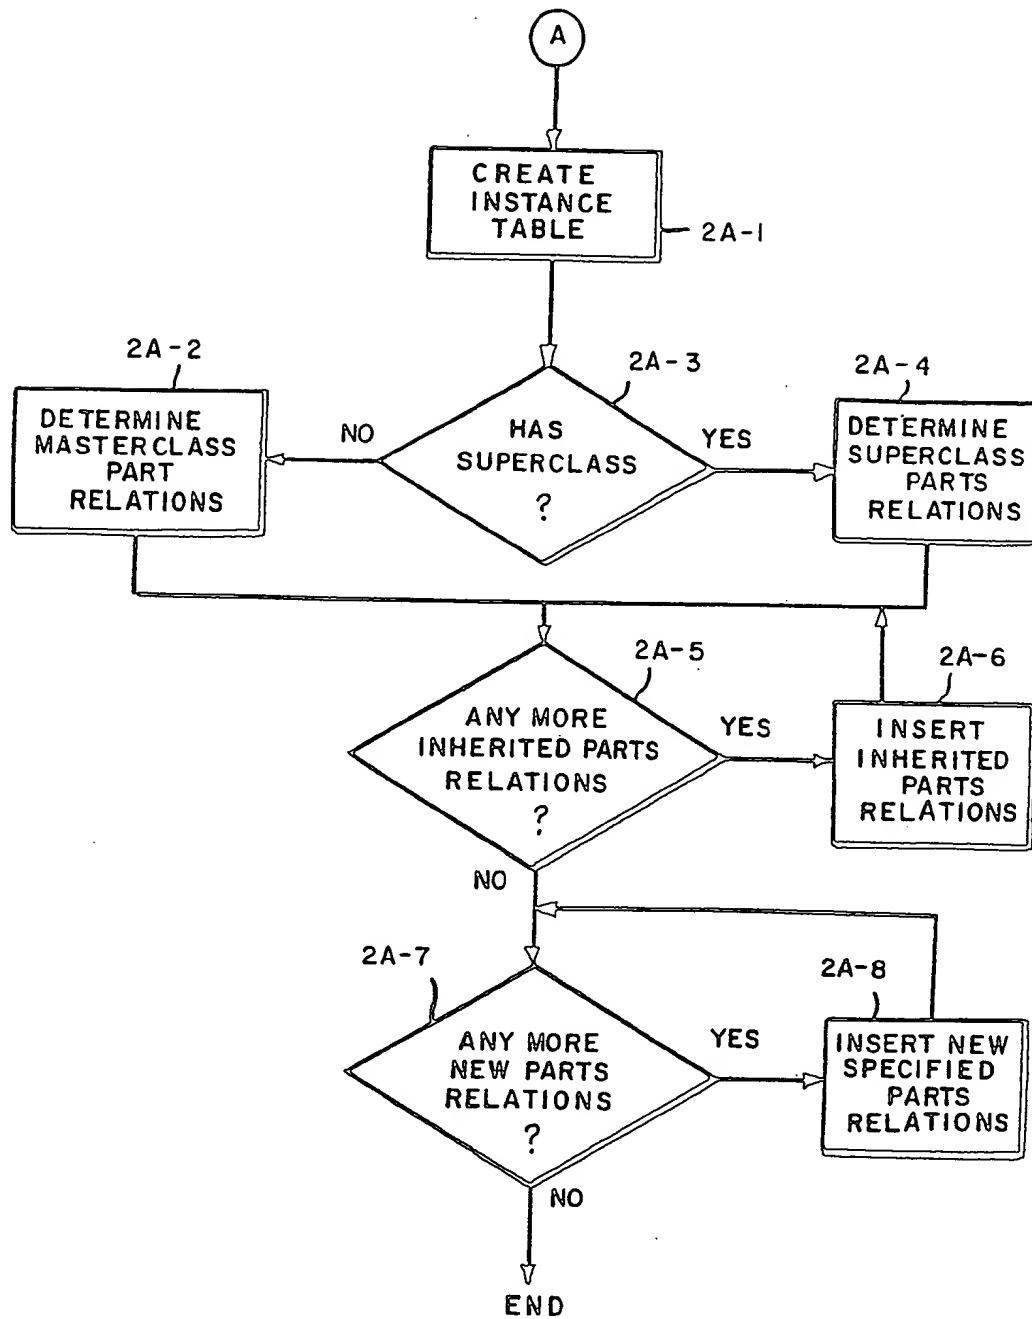 A
CREATE
INSTANCE
TABLE
2A-1
2A-2
DETERMINE
MASTERCLASS
PART
RELATIONS
NO
2A-3
HAS
SUPERCLASS
?
YES
2A-4
DETERMINE
SUPERCLASS
PARTS
RELATIONS
2A-5
ANY MORE
INHERITED PARTS
RELATIONS
?
YES
2A-6
INSERT
INHERITED
PARTS
RELATIONS
NO
2A-7
ANY MORE
NEW PARTS
RELATIONS
?
YES
2A-8
INSERT NEW
SPECIFIED
PARTS
RELATIONS
NO
END